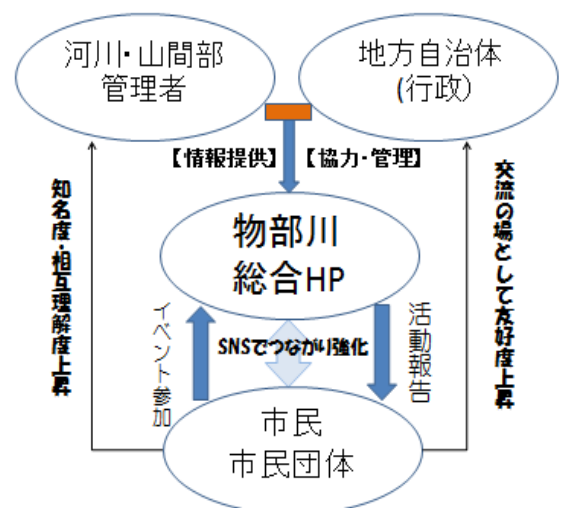 河川・山間部
管理者
地方自治体
(行政)
【情報提供】
【協力・管理】
知名度・相互理解度上昇
交流の場として友好度上昇
物部川
総合HP
イベント参加
SNSでつながり強化
活動報告
市民
市民団体